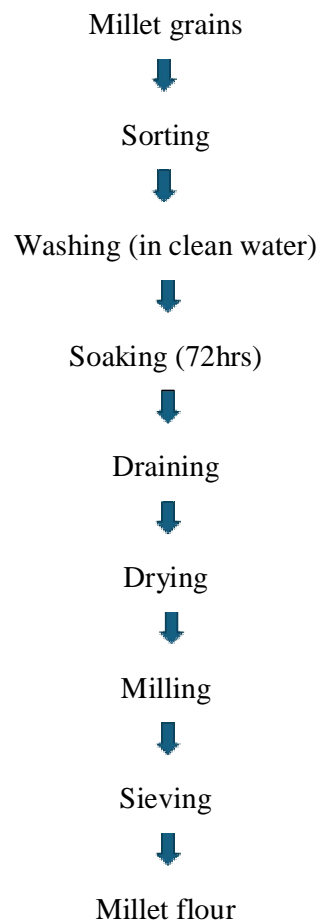 Millet grains
Sorting
Washing (in clean water)
Soaking (72hrs)
Draining
Drying
Milling
Sieving
Millet flour